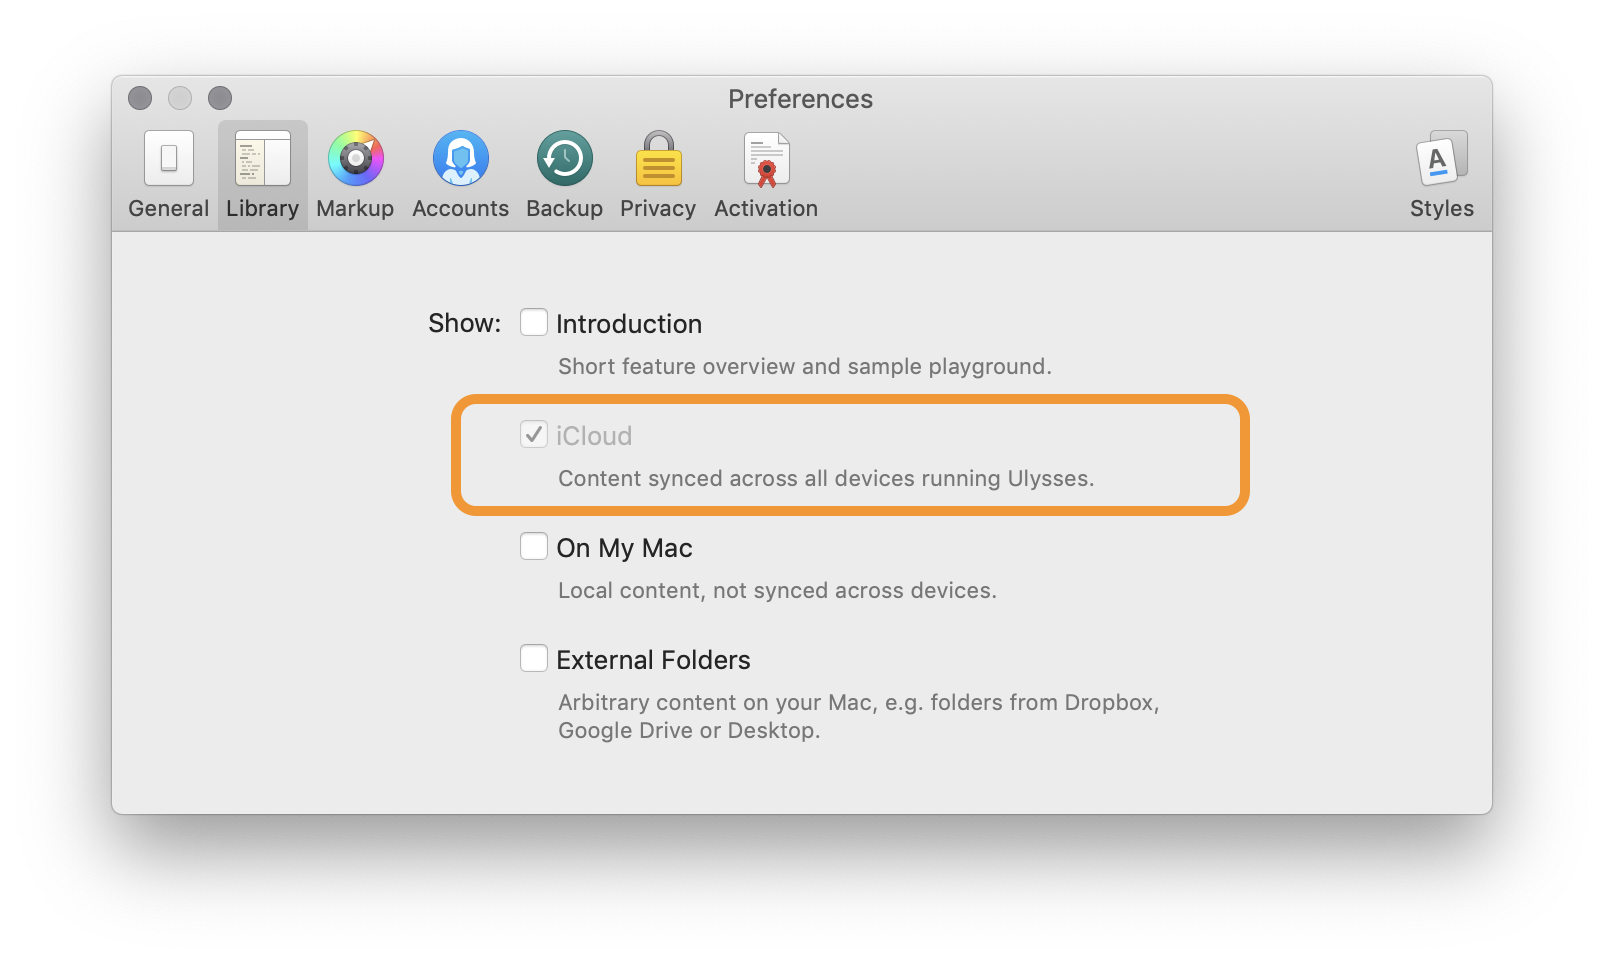 Preferences
General Library Markup Accounts Backup Privacy Activation Styles
Show: Introduction
Short feature overview and sample playground.
iCloud
Content synced across all devices running Ulysses.
On My Mac
Local content, not synced across devices.
External Folders
Arbitrary content on your Mac, e.g. folders from Dropbox,
Google Drive or Desktop.